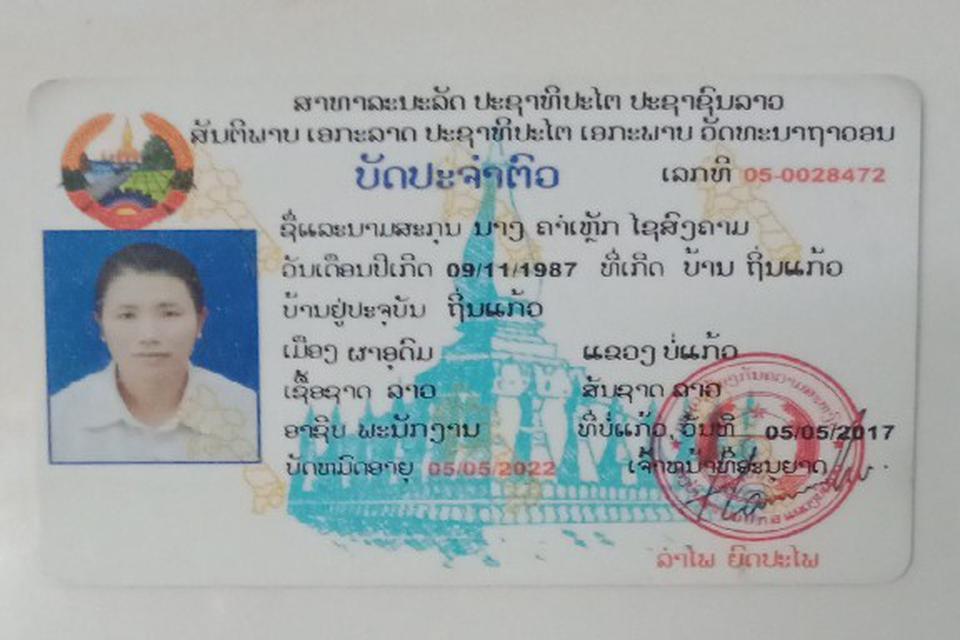 ສາທາລະນະລັດ ປະຊາທິປະໄຕ ປະຊາຊົນລາວ
ສັນຕິພາບ ເອກະລາດ ປະຊາທິປະໄຕ ເອກະພາບ ວັດທະນາຖາວອນ
ບັດປະຈຳຕົວ ເລກທີ 05-0028472
ຊື່ແລະນາມສະກຸນ ນາງ ຄຳເຫຼັກ ໄຊສົງຄາມ
ວັນເດືອນປີເກີດ 09/11/1987 ທີ່ເກີດ ບ້ານ ຖິ່ນແກ້ວ
ບ້ານຢູ່ປະຈຸບັນ ຖິ່ນແກ້ວ
ເມືອງ ຜາອຸດົມ ແຂວງ ບໍ່ແກ້ວ
ເຊື້ອຊາດ ລາວ ສັນຊາດ ລາວ
ອາຊີບ ພະນັກງານ ທີ່ບໍ່ແກ້ວ, ວັນທີ 05/05/2017
ບັດຫມົດອາຍຸ 05/05/2022 ເຈົ້າຫນ້າທີ່ອະນຸຍາດ
ລຳໄພ ຍົດປະໄພ